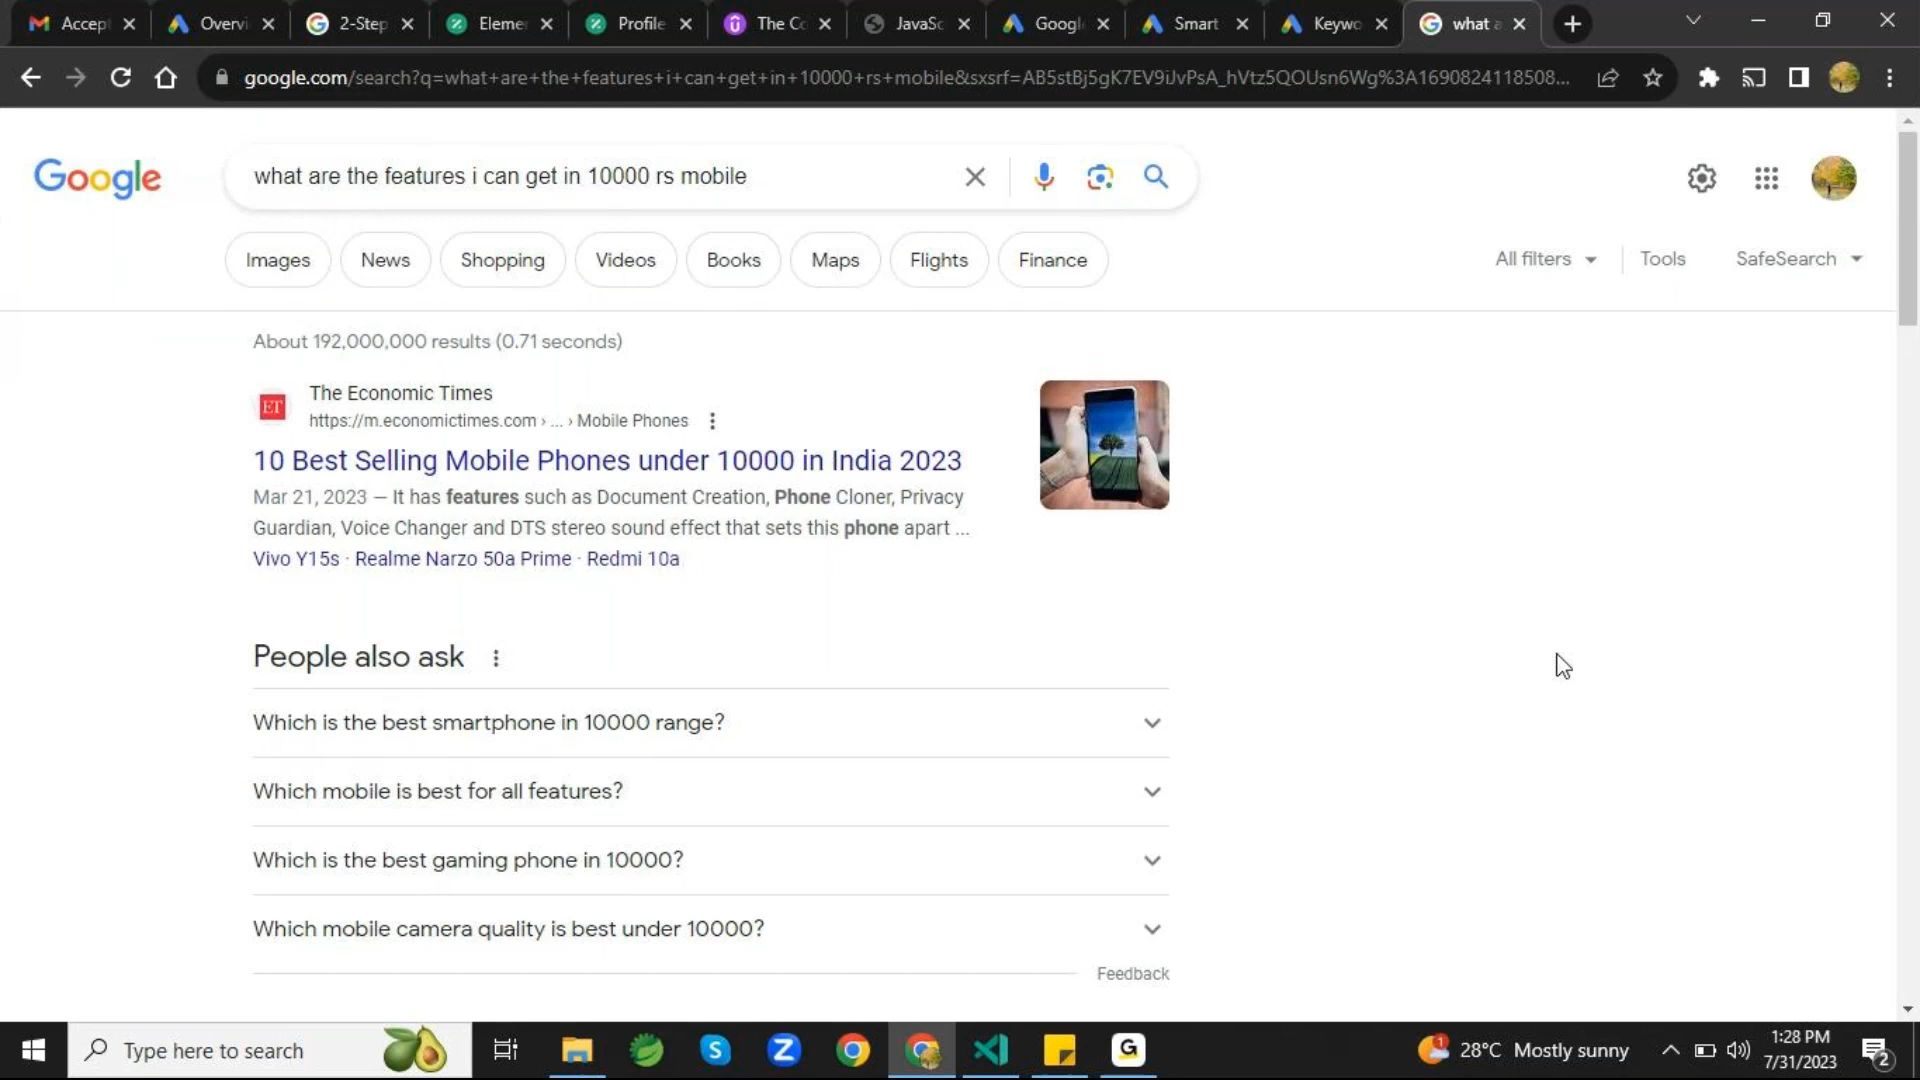 Accep
Overvi
2-Step
Eleme
Profile
The Co
JavaSc
Googl
Smart
Keywo
what a
google.com/search?q=what+are+the+features+i+can+get+in+10000+rs+mobile&sxsrf=AB5stBj5gK7EV9iJvPsA_hVtz5QOUsn6Wg%3A1690824118508...
Google
what are the features i can get in 10000 rs mobile
Images
News
Shopping
Videos
Books
Maps
Flights
Finance
All filters
Tools
SafeSearch
About 192,000,000 results (0.71 seconds)
ET
The Economic Times
https://m.economictimes.com › ... › Mobile Phones
10 Best Selling Mobile Phones under 10000 in India 2023
Mar 21, 2023 — It has features such as Document Creation, Phone Cloner, Privacy
Guardian, Voice Changer and DTS stereo sound effect that sets this phone apart ...
Vivo Y15s · Realme Narzo 50a Prime · Redmi 10a
People also ask
Which is the best smartphone in 10000 range?
Which mobile is best for all features?
Which is the best gaming phone in 10000?
Which mobile camera quality is best under 10000?
Feedback
Type here to search
28°C Mostly sunny
1:28 PM
7/31/2023
2